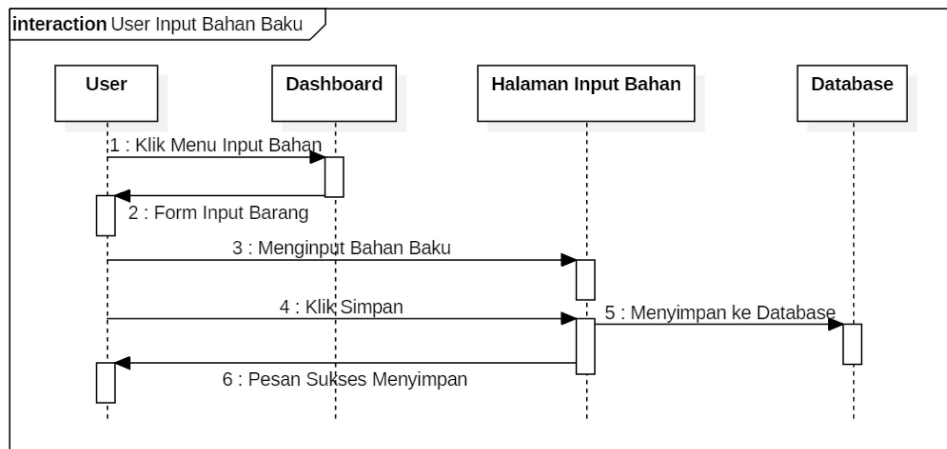 interaction User Input Bahan Baku
User
Dashboard
Halaman Input Bahan
Database
1 : Klik Menu Input Bahan
2 : Form Input Barang
3 : Menginput Bahan Baku
4 : Klik Simpan
5 : Menyimpan ke Database
6 : Pesan Sukses Menyimpan